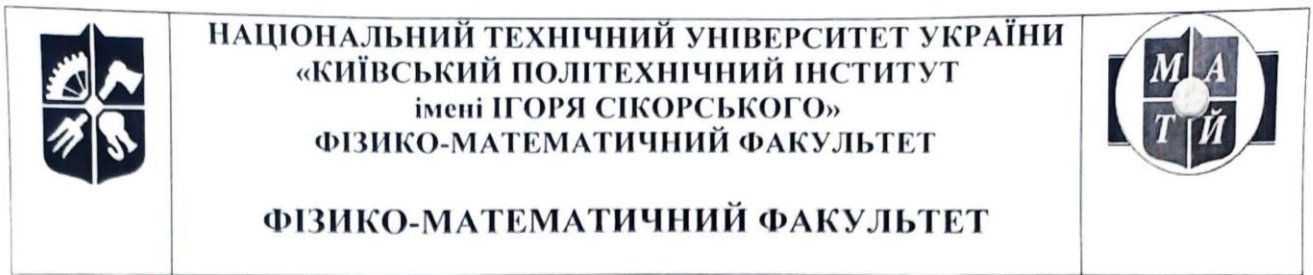 НАЦІОНАЛЬНИЙ ТЕХНІЧНИЙ УНІВЕРСИТЕТ УКРАЇНИ
«КИЇВСЬКИЙ ПОЛІТЕХНІЧНИЙ ІНСТИТУТ
імені ІГОРЯ СІКОРСЬКОГО»
ФІЗИКО-МАТЕМАТИЧНИЙ ФАКУЛЬТЕТ
ФІЗИКО-МАТЕМАТИЧНИЙ ФАКУЛЬТЕТ
М А
Т Й